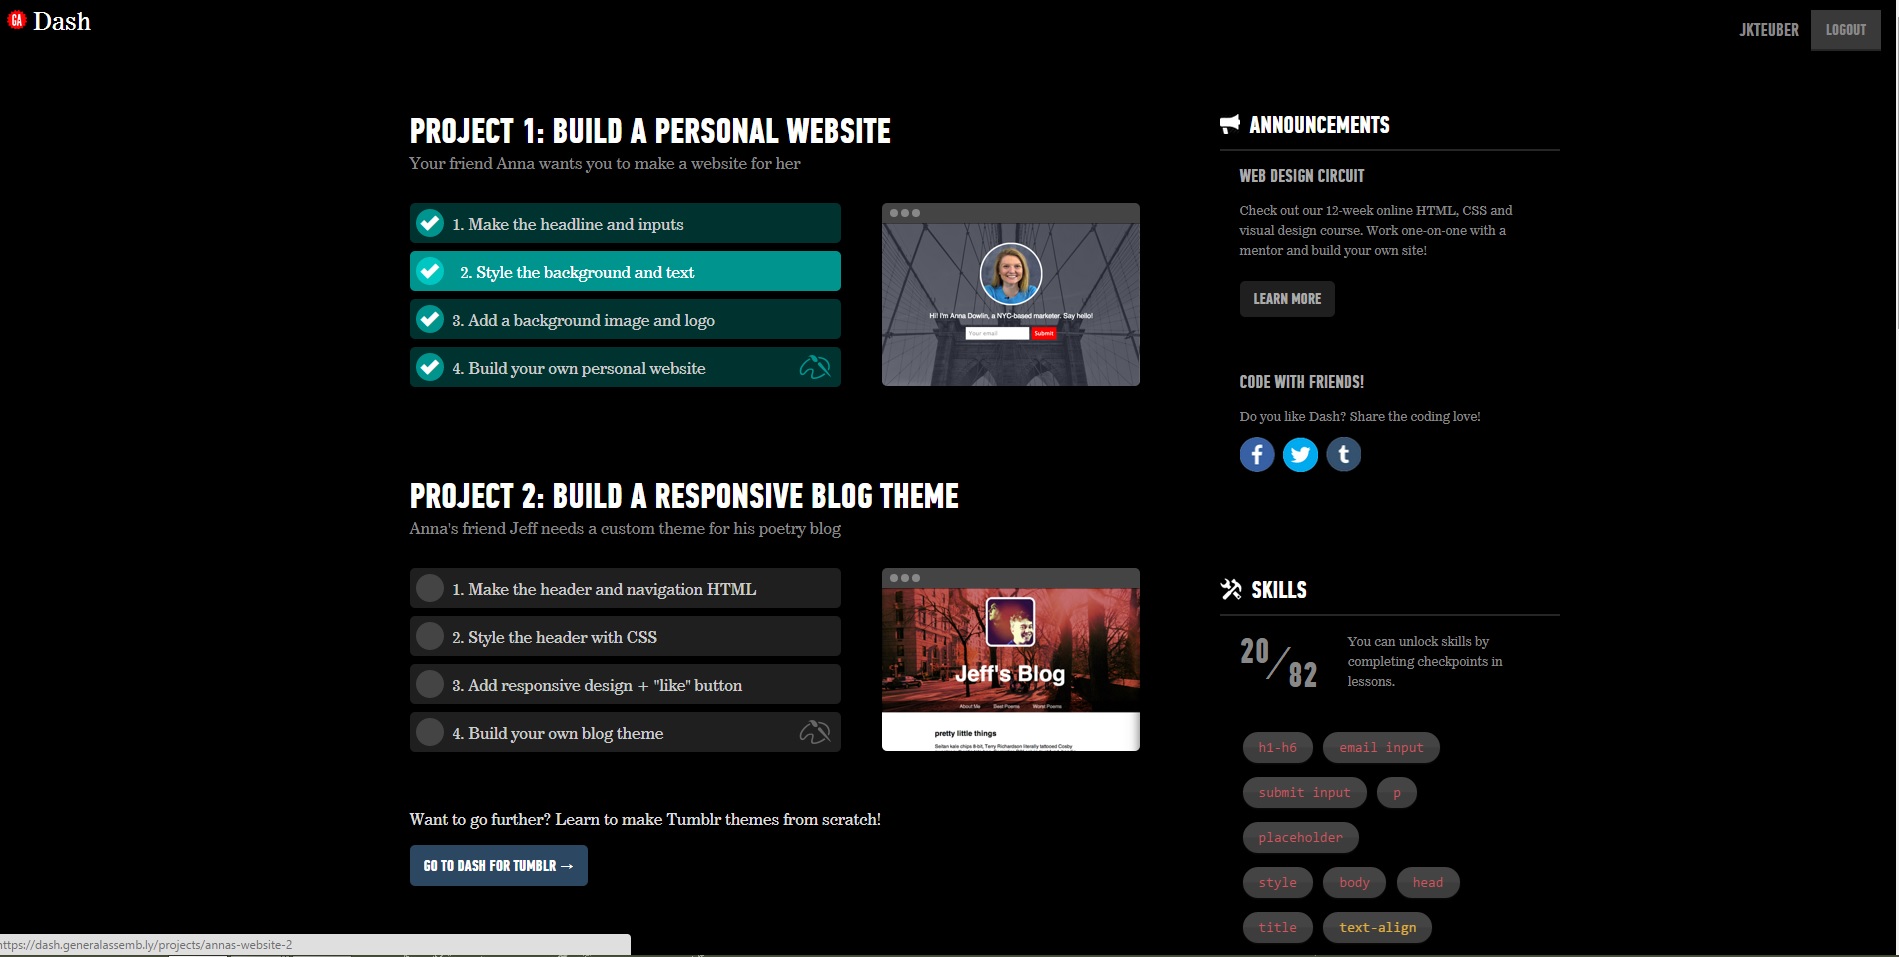 GA Dash
JKTEUBER
LOGOUT
PROJECT 1: BUILD A PERSONAL WEBSITE
Your friend Anna wants you to make a website for her
1. Make the headline and inputs
2. Style the background and text
3. Add a background image and logo
4. Build your own personal website
Hi! I'm Anna Dowlin, a NYC-based marketer. Say hello!
Your email
Submit
PROJECT 2: BUILD A RESPONSIVE BLOG THEME
Anna's friend Jeff needs a custom theme for his poetry blog
1. Make the header and navigation HTML
2. Style the header with CSS
3. Add responsive design + "like" button
4. Build your own blog theme
Jeff's Blog
About Me Best Poems Worst Poems
pretty little things
Seitan kale chips 8-bit, Terry Richardson literally tattooed Cosby
Want to go further? Learn to make Tumblr themes from scratch!
GO TO DASH FOR TUMBLR →
ANNOUNCEMENTS
WEB DESIGN CIRCUIT
Check out our 12-week online HTML, CSS and
visual design course. Work one-on-one with a
mentor and build your own site!
LEARN MORE
CODE WITH FRIENDS!
Do you like Dash? Share the coding love!
f t
SKILLS
20/82
You can unlock skills by
completing checkpoints in
lessons.
h1-h6 email input
submit input p
placeholder
style body head
title text-align
https://dash.generalassemb.ly/projects/annas-website-2